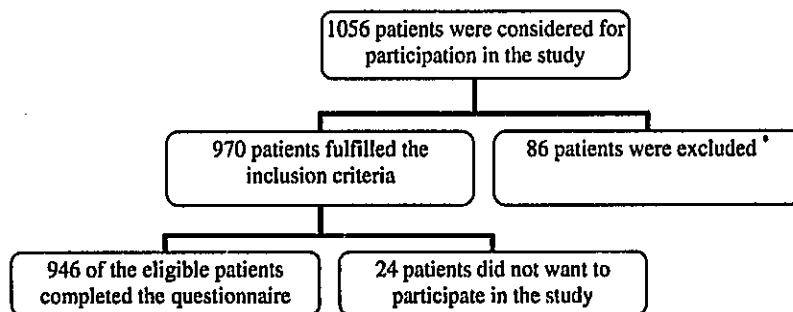 1056 patients were considered for
participation in the study
970 patients fulfilled the
inclusion criteria
86 patients were excluded *
946 of the eligible patients
completed the questionnaire
24 patients did not want to
participate in the study